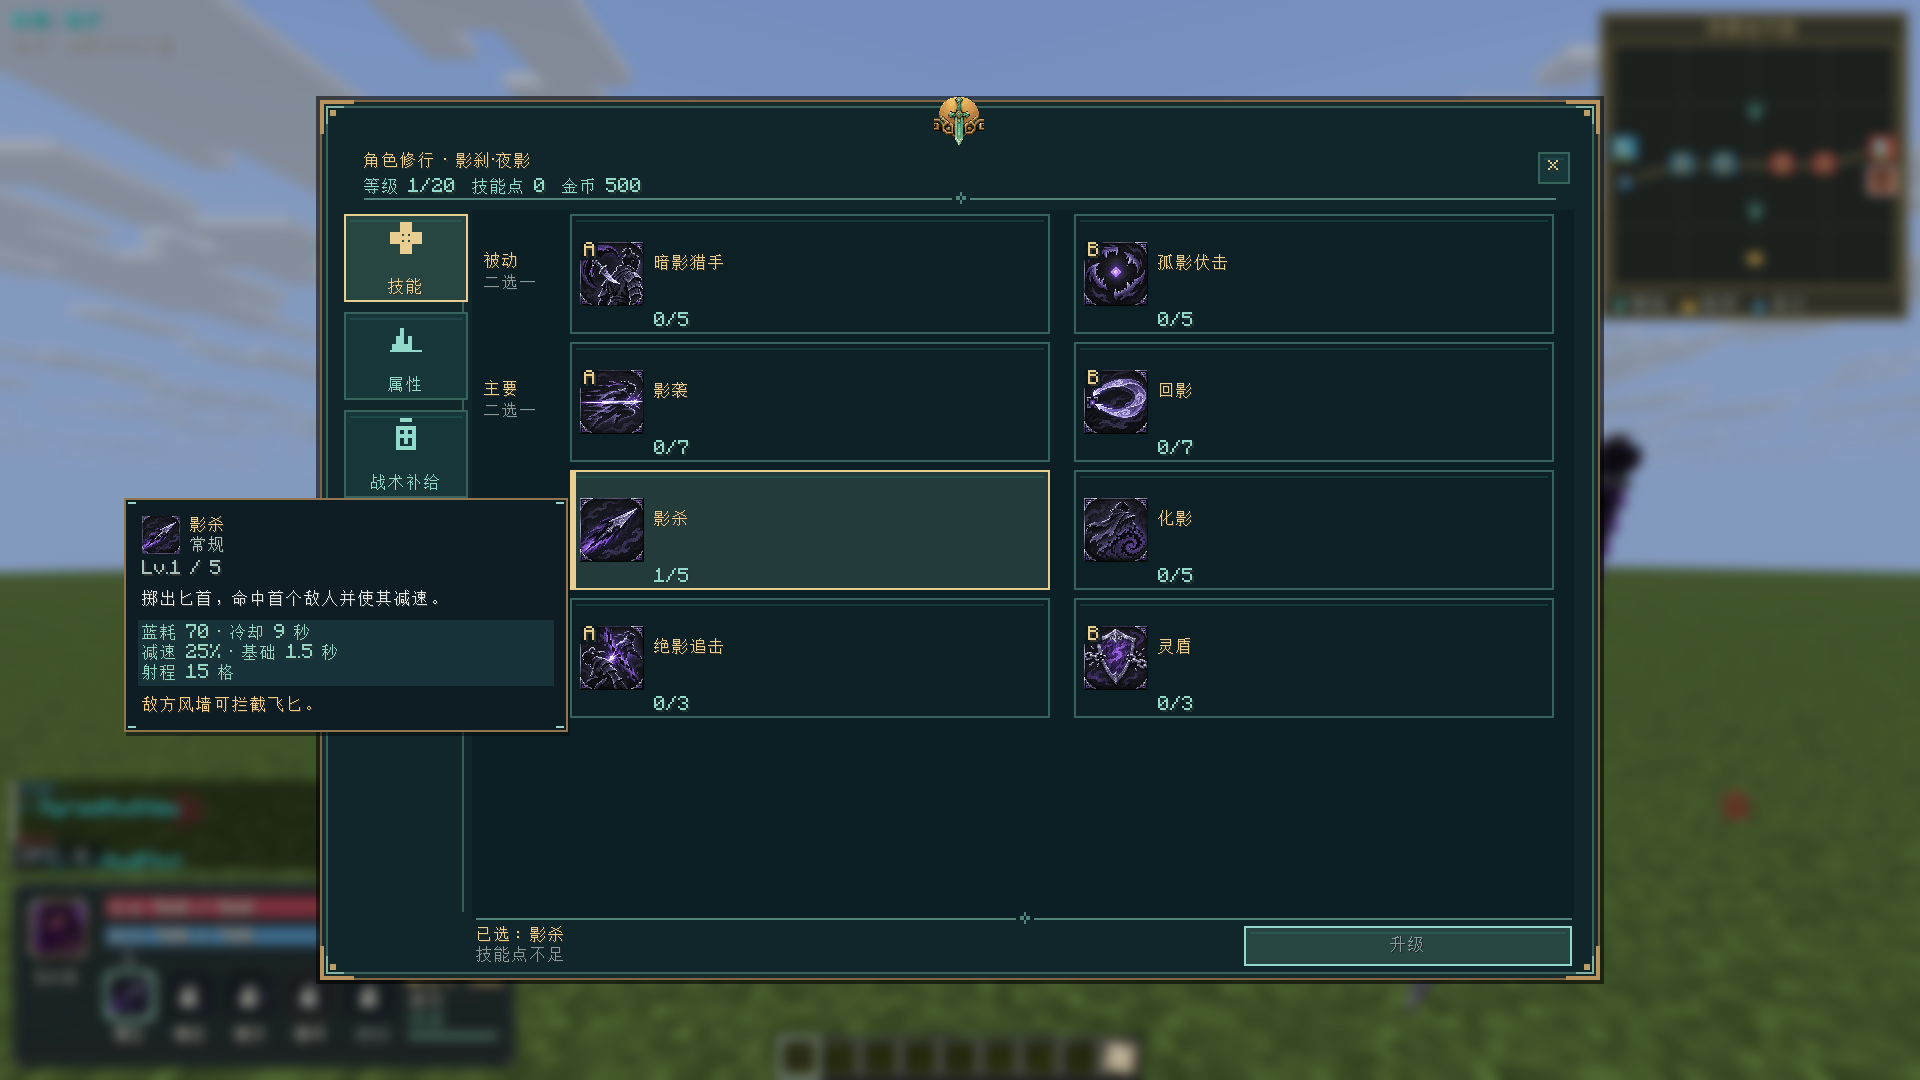 角色修行 · 影刹·夜影
等级 1/20 技能点 0 金币 500
×
技能
属性
战术补给
被动
二选一
A
暗影猎手
0/5
B
孤影伏击
0/5
主要
二选一
A
影袭
0/7
B
回影
0/7
影杀
1/5
化影
0/5
A
绝影追击
0/3
B
灵盾
0/3
影杀
常规
Lv.1 / 5
掷出匕首，命中首个敌人并使其减速。
蓝耗 70 · 冷却 9 秒
减速 25% · 基础 1.5 秒
射程 15 格
敌方风墙可拦截飞匕。
已选：影杀
技能点不足
升级